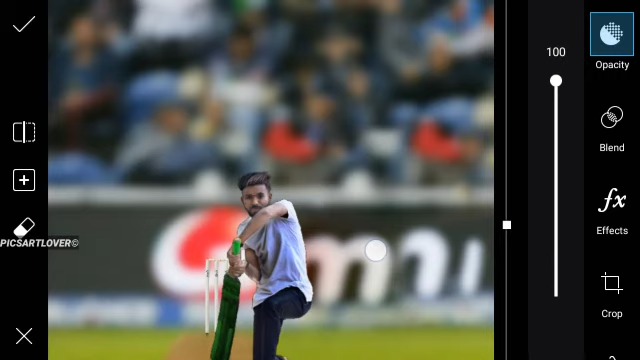 100
Opacity
Blend
fx
Effects
Crop
PICSARTLOVER©